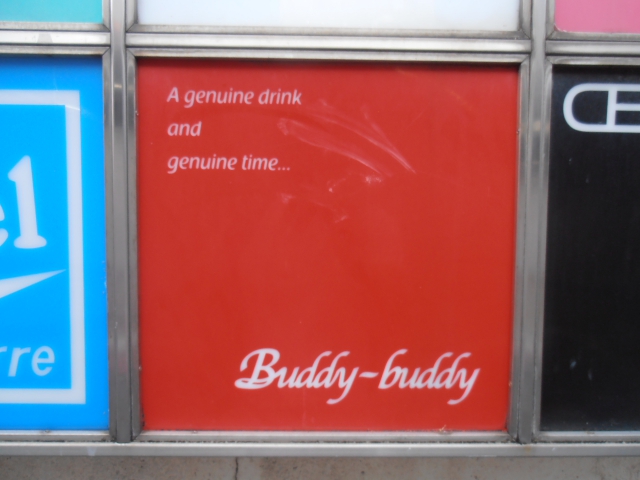 A genuine drink
and
genuine time...
Buddy-buddy